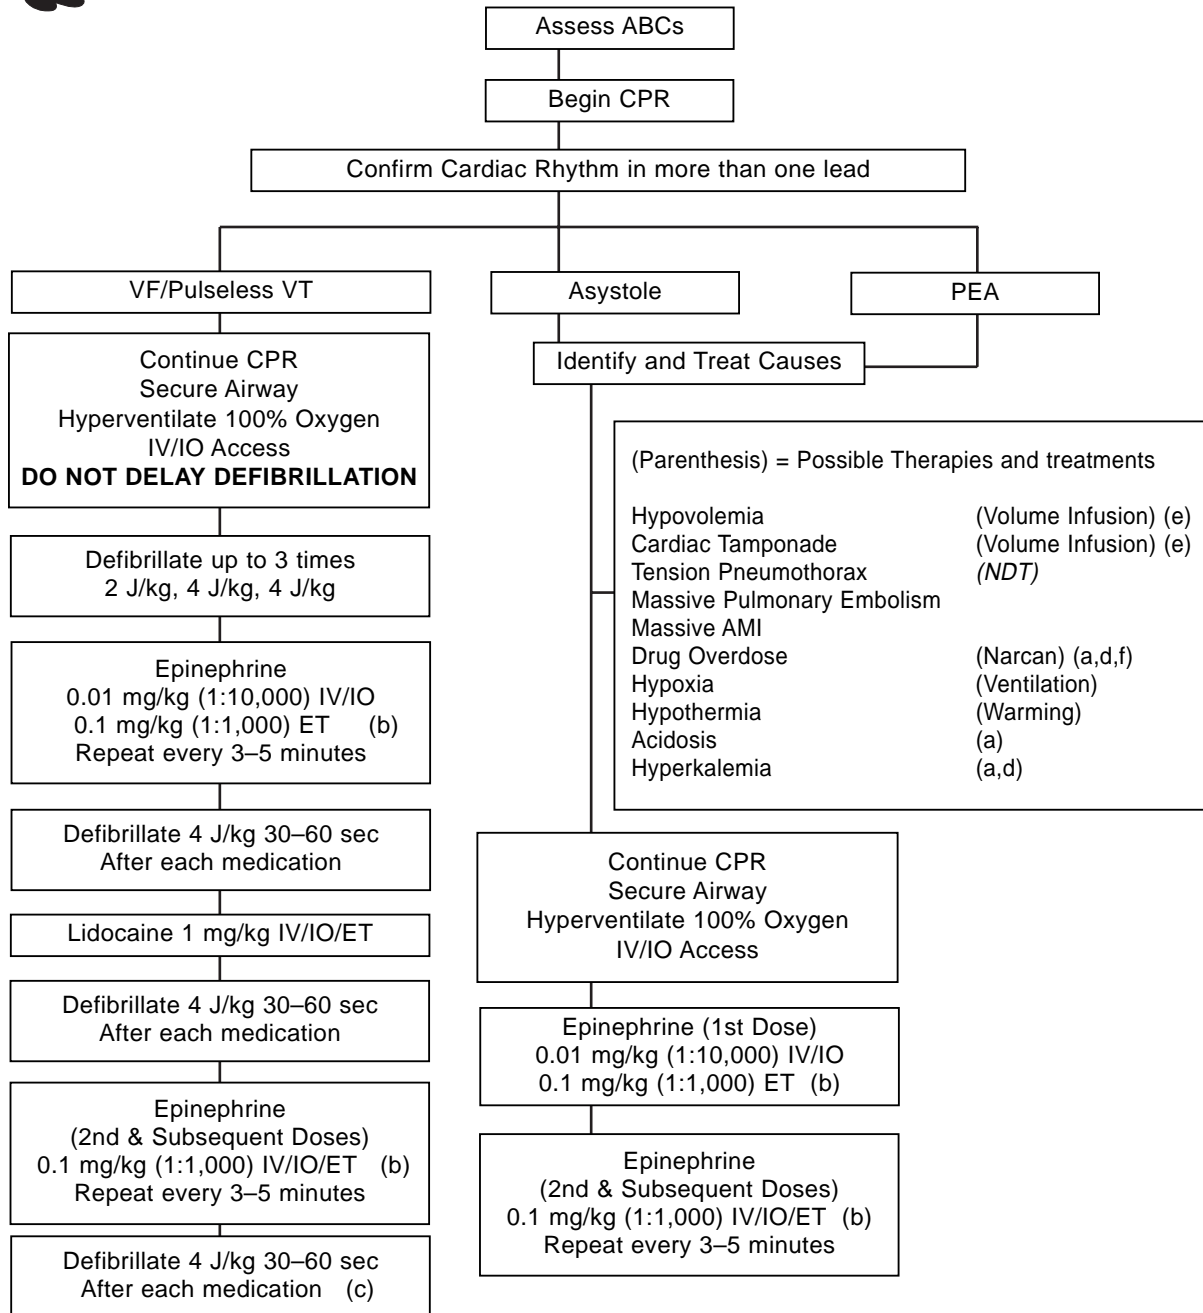 Assess ABCs
Begin CPR
Confirm Cardiac Rhythm in more than one lead
VF/Pulseless VT
Asystole
PEA
Continue CPR
Secure Airway
Hyperventilate 100% Oxygen
IV/IO Access
DO NOT DELAY DEFIBRILLATION
Defibrillate up to 3 times
2 J/kg, 4 J/kg, 4 J/kg
Epinephrine
0.01 mg/kg (1:10,000) IV/IO
0.1 mg/kg (1:1,000) ET (b)
Repeat every 3–5 minutes
Defibrillate 4 J/kg 30–60 sec
After each medication
Lidocaine 1 mg/kg IV/IO/ET
Defibrillate 4 J/kg 30–60 sec
After each medication
Epinephrine
(2nd & Subsequent Doses)
0.1 mg/kg (1:1,000) IV/IO/ET (b)
Repeat every 3–5 minutes
Defibrillate 4 J/kg 30–60 sec
After each medication (c)
Identify and Treat Causes
(Parenthesis) = Possible Therapies and treatments
Hypovolemia (Volume Infusion) (e)
Cardiac Tamponade (Volume Infusion) (e)
Tension Pneumothorax (NDT)
Massive Pulmonary Embolism
Massive AMI
Drug Overdose (Narcan) (a,d,f)
Hypoxia (Ventilation)
Hypothermia (Warming)
Acidosis (a)
Hyperkalemia (a,d)
Continue CPR
Secure Airway
Hyperventilate 100% Oxygen
IV/IO Access
Epinephrine (1st Dose)
0.01 mg/kg (1:10,000) IV/IO
0.1 mg/kg (1:1,000) ET (b)
Epinephrine
(2nd & Subsequent Doses)
0.1 mg/kg (1:1,000) IV/IO/ET (b)
Repeat every 3–5 minutes